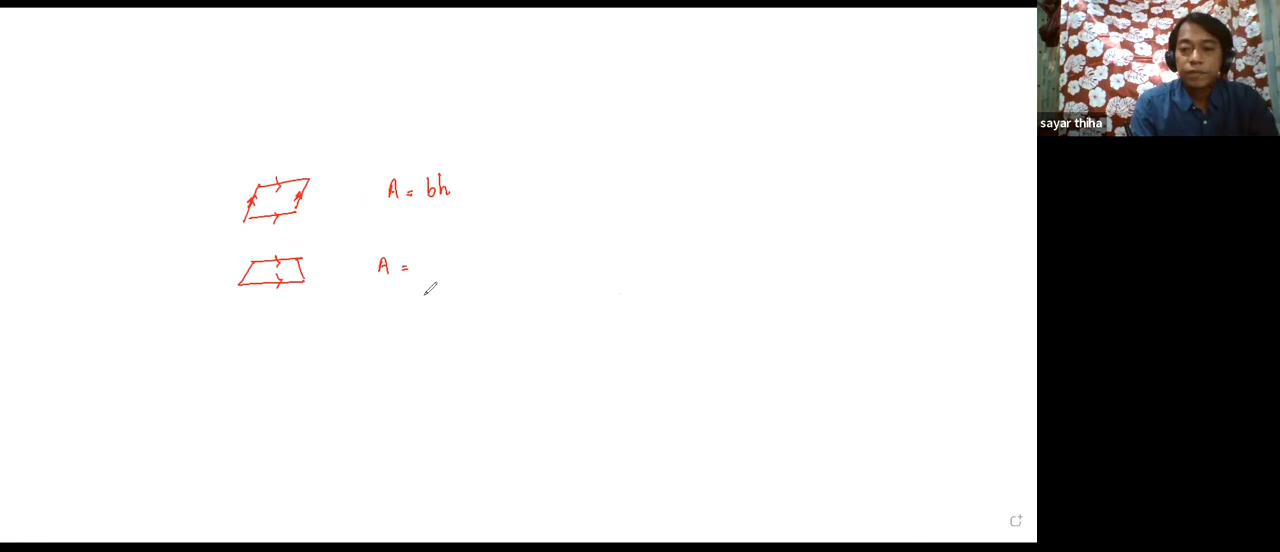 sayar thiha
A = bh
A =